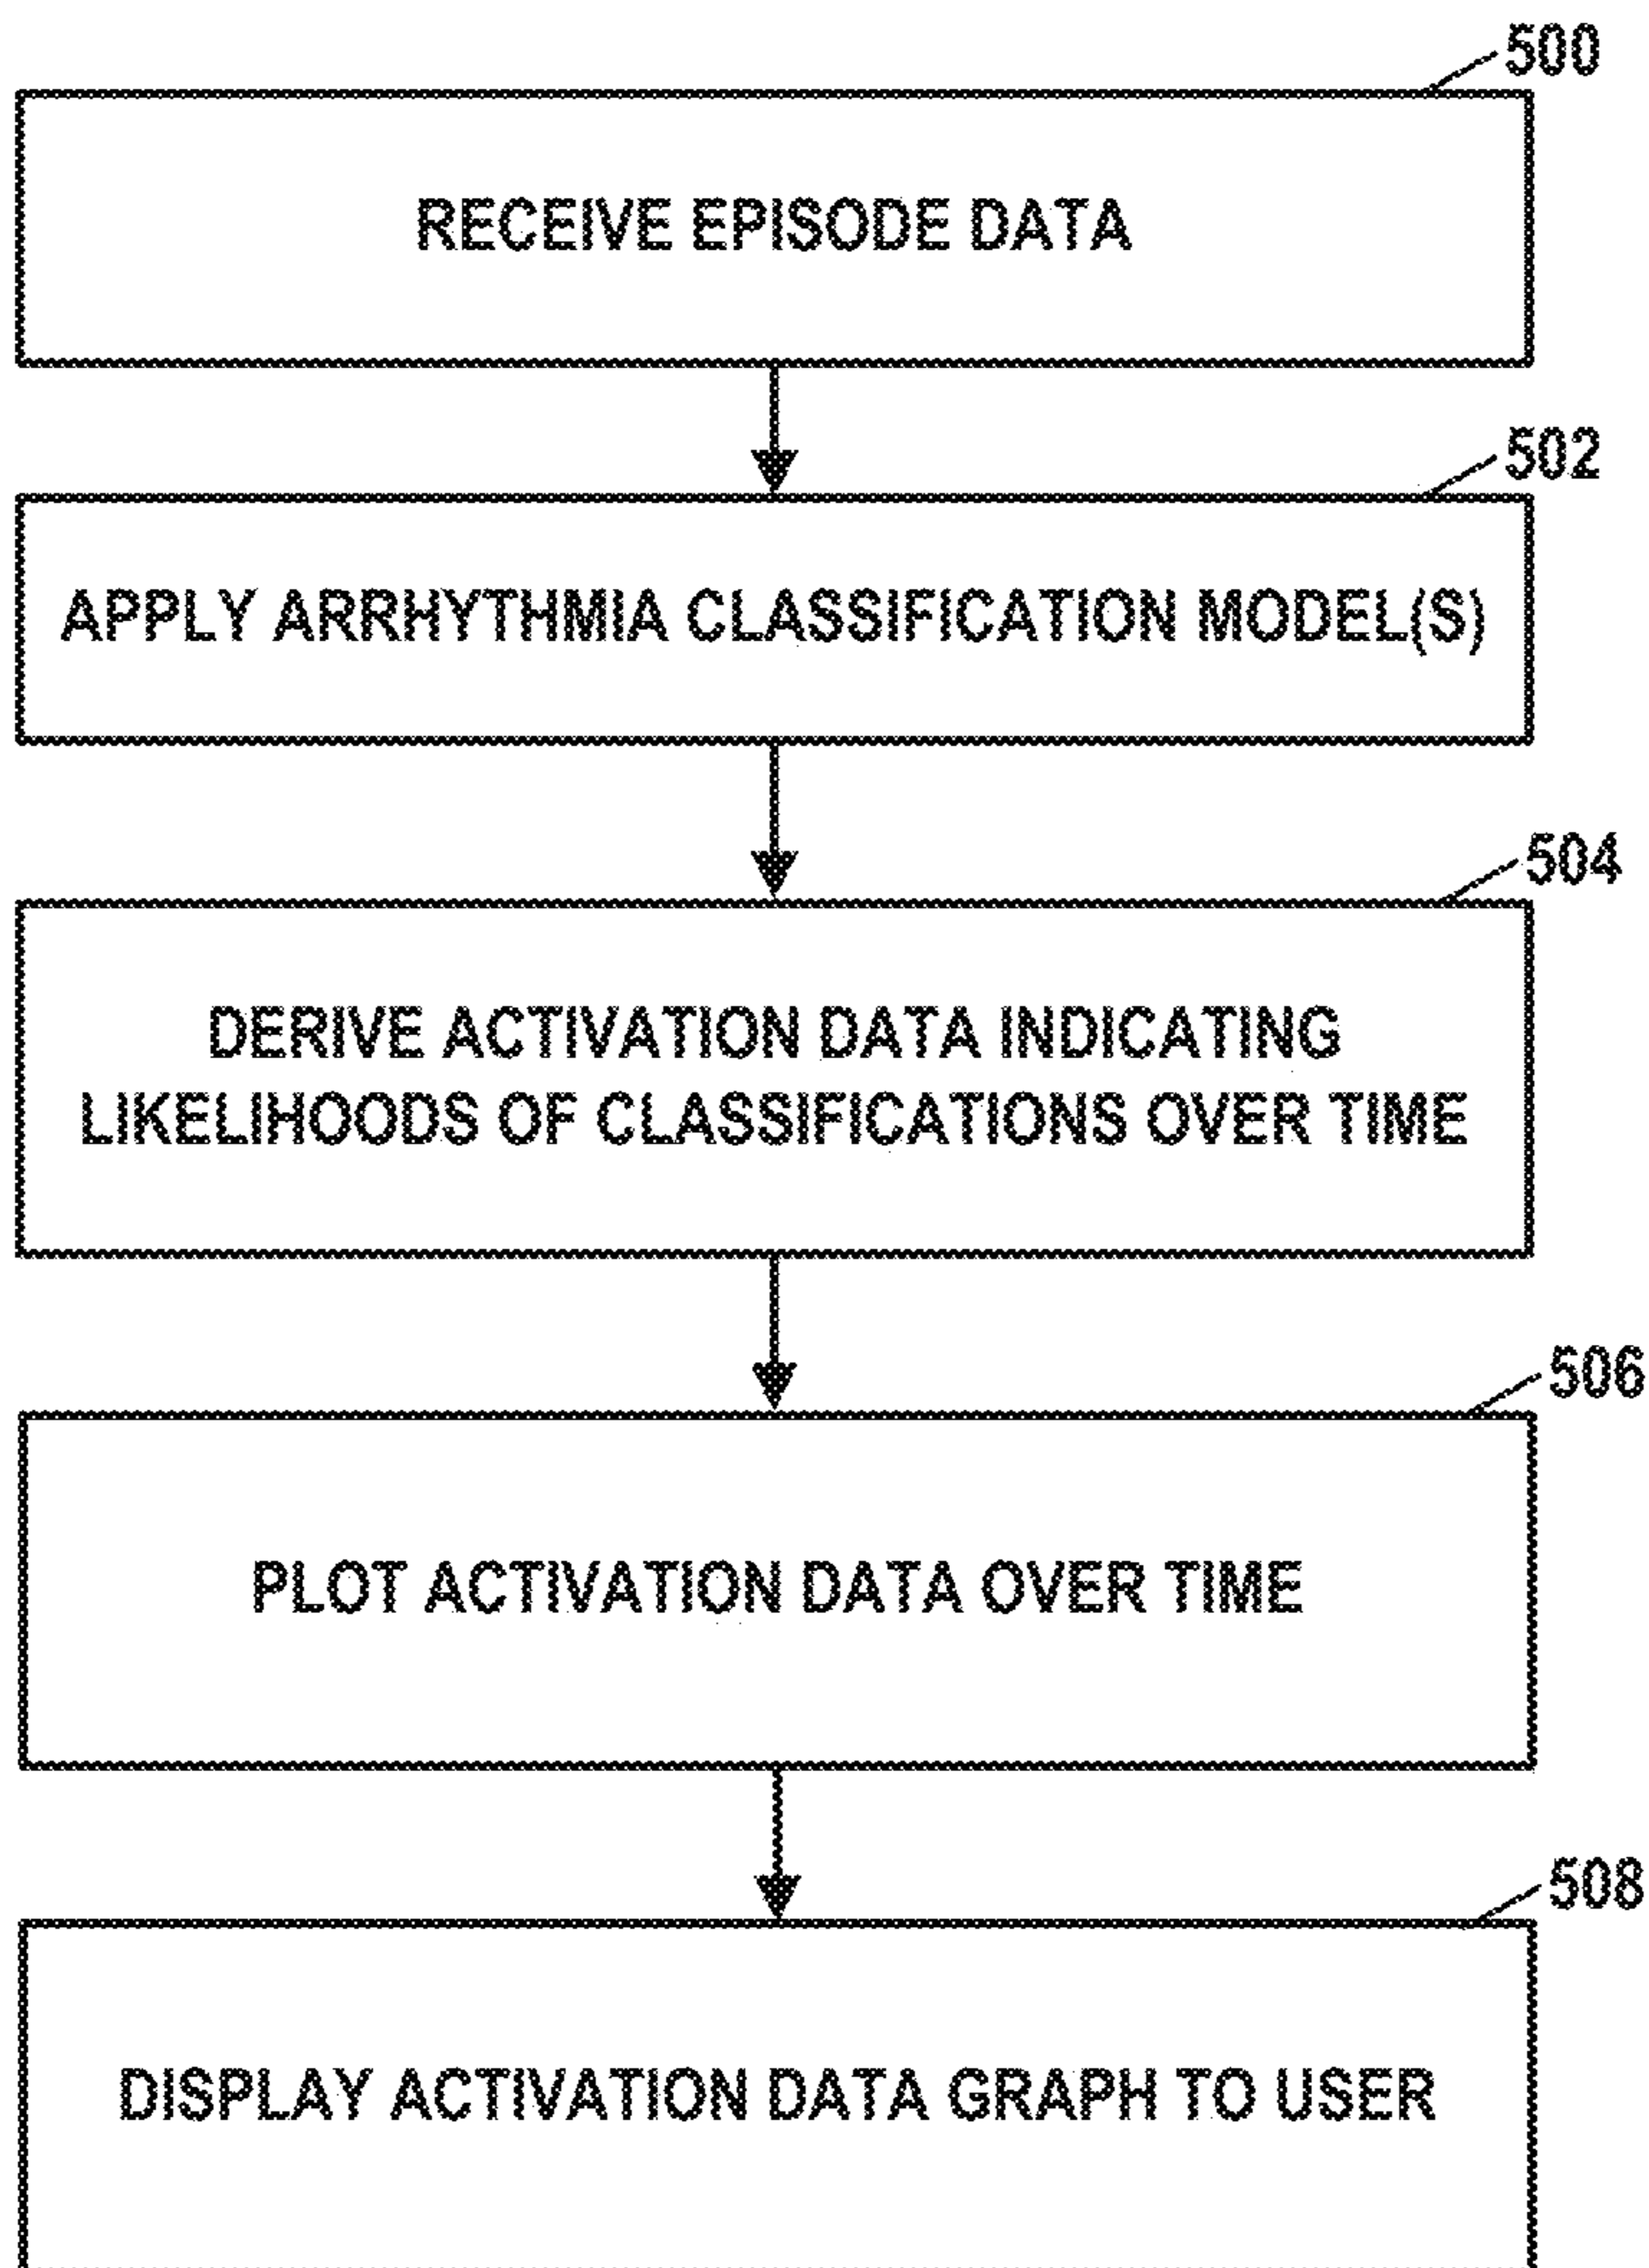 500
RECEIVE EPISODE DATA
502
APPLY ARRHYTHMIA CLASSIFICATION MODEL(S)
504
DERIVE ACTIVATION DATA INDICATING
LIKELIHOODS OF CLASSIFICATIONS OVER TIME
506
PLOT ACTIVATION DATA OVER TIME
508
DISPLAY ACTIVATION DATA GRAPH TO USER